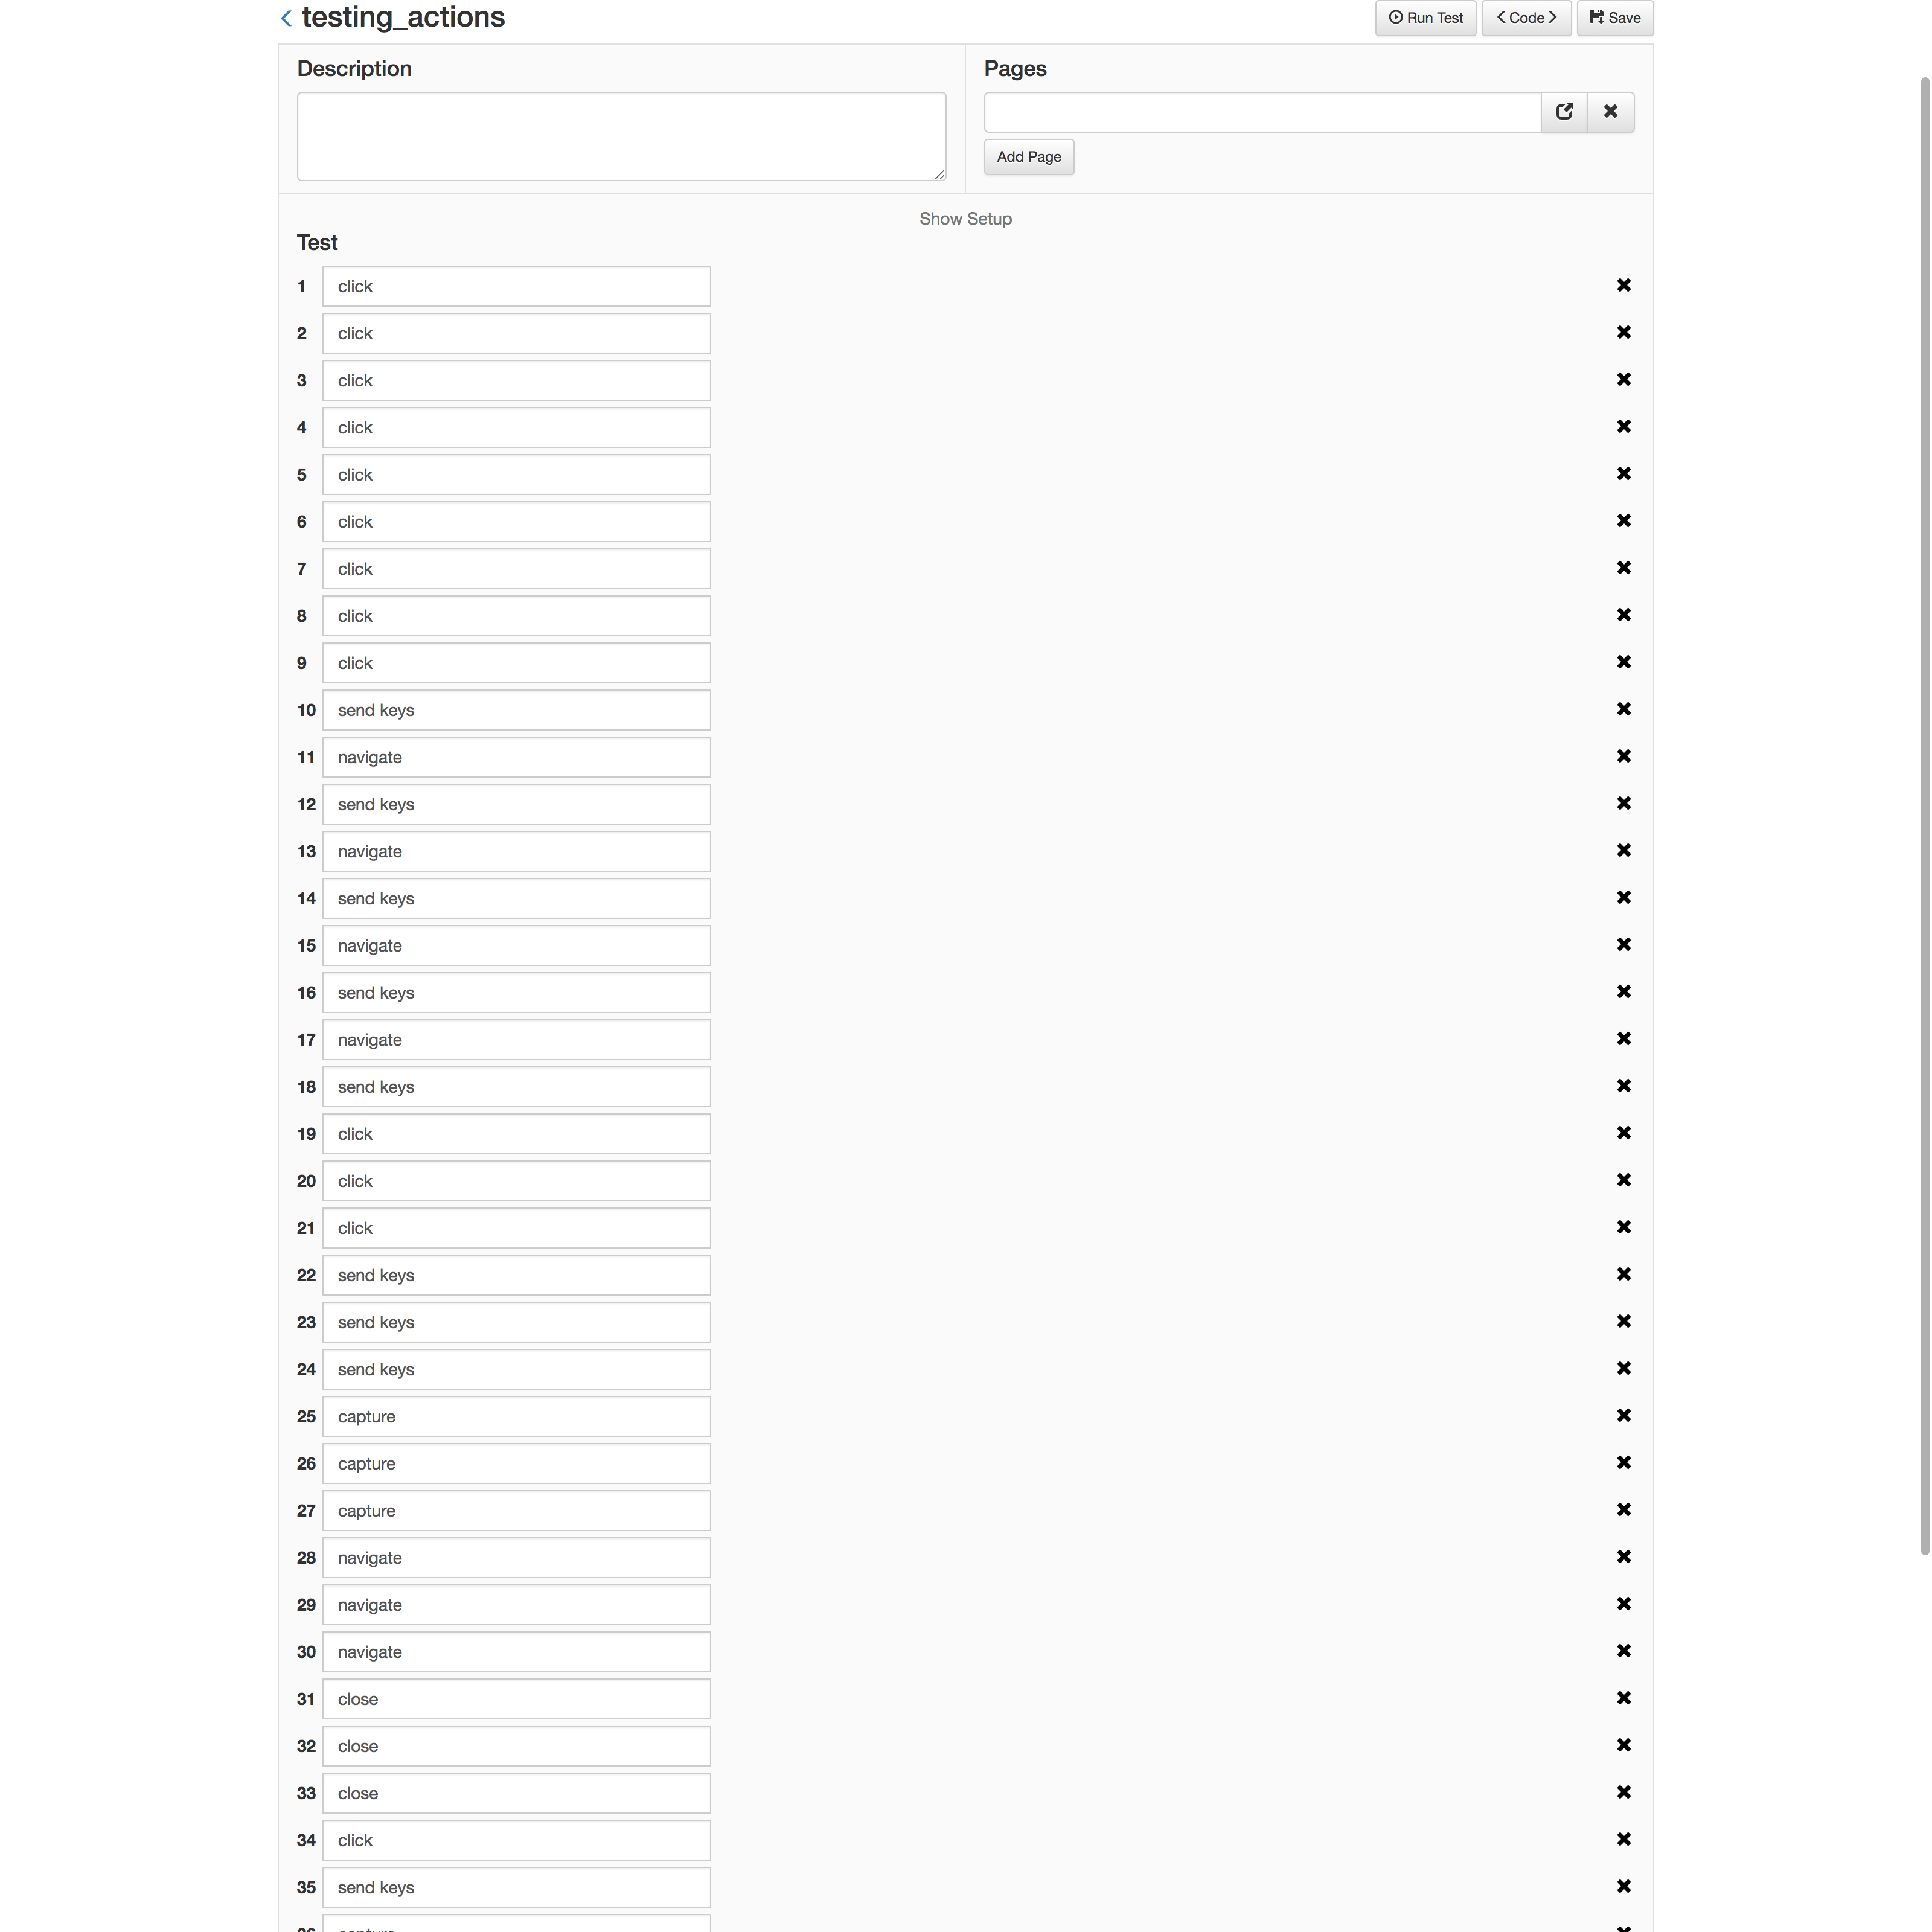 testing_actions
Run Test
Code
Save
Description
Pages
Add Page
Show Setup
Test
1 click
2 click
3 click
4 click
5 click
6 click
7 click
8 click
9 click
10 send keys
11 navigate
12 send keys
13 navigate
14 send keys
15 navigate
16 send keys
17 navigate
18 send keys
19 click
20 click
21 click
22 send keys
23 send keys
24 send keys
25 capture
26 capture
27 capture
28 navigate
29 navigate
30 navigate
31 close
32 close
33 close
34 click
35 send keys